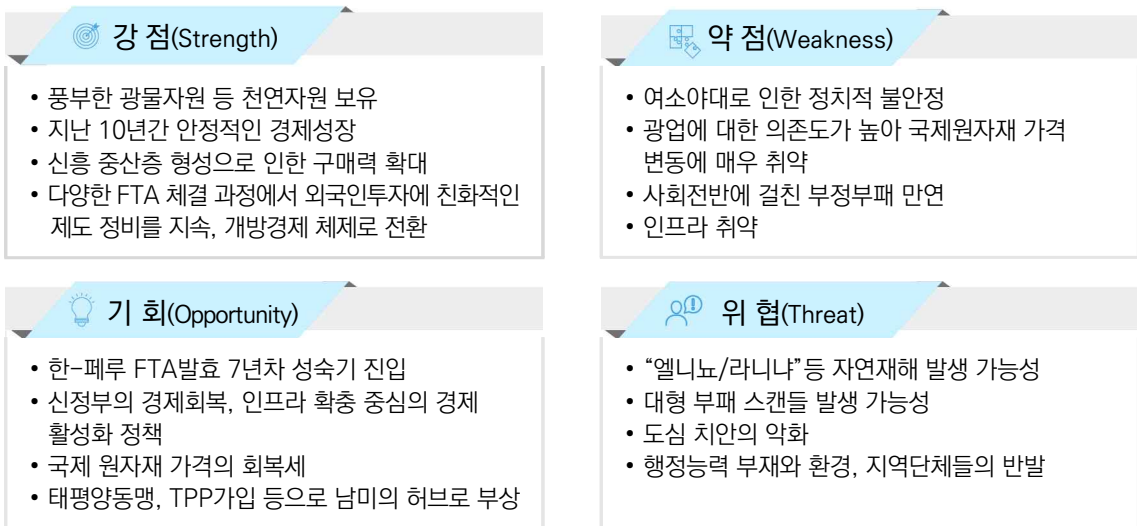 강 점(Strength)
• 풍부한 광물자원 등 천연자원 보유
• 지난 10년간 안정적인 경제성장
• 신흥 중산층 형성으로 인한 구매력 확대
• 다양한 FTA 체결 과정에서 외국인투자에 친화적인
제도 정비를 지속, 개방경제 체제로 전환
약 점(Weakness)
• 여소야대로 인한 정치적 불안정
• 광업에 대한 의존도가 높아 국제원자재 가격
변동에 매우 취약
• 사회전반에 걸친 부정부패 만연
• 인프라 취약
기 회(Opportunity)
• 한-페루 FTA발효 7년차 성숙기 진입
• 신정부의 경제회복, 인프라 확충 중심의 경제
활성화 정책
• 국제 원자재 가격의 회복세
• 태평양동맹, TPP가입 등으로 남미의 허브로 부상
위 협(Threat)
• “엘니뇨/라니냐”등 자연재해 발생 가능성
• 대형 부패 스캔들 발생 가능성
• 도심 치안의 악화
• 행정능력 부재와 환경, 지역단체들의 반발